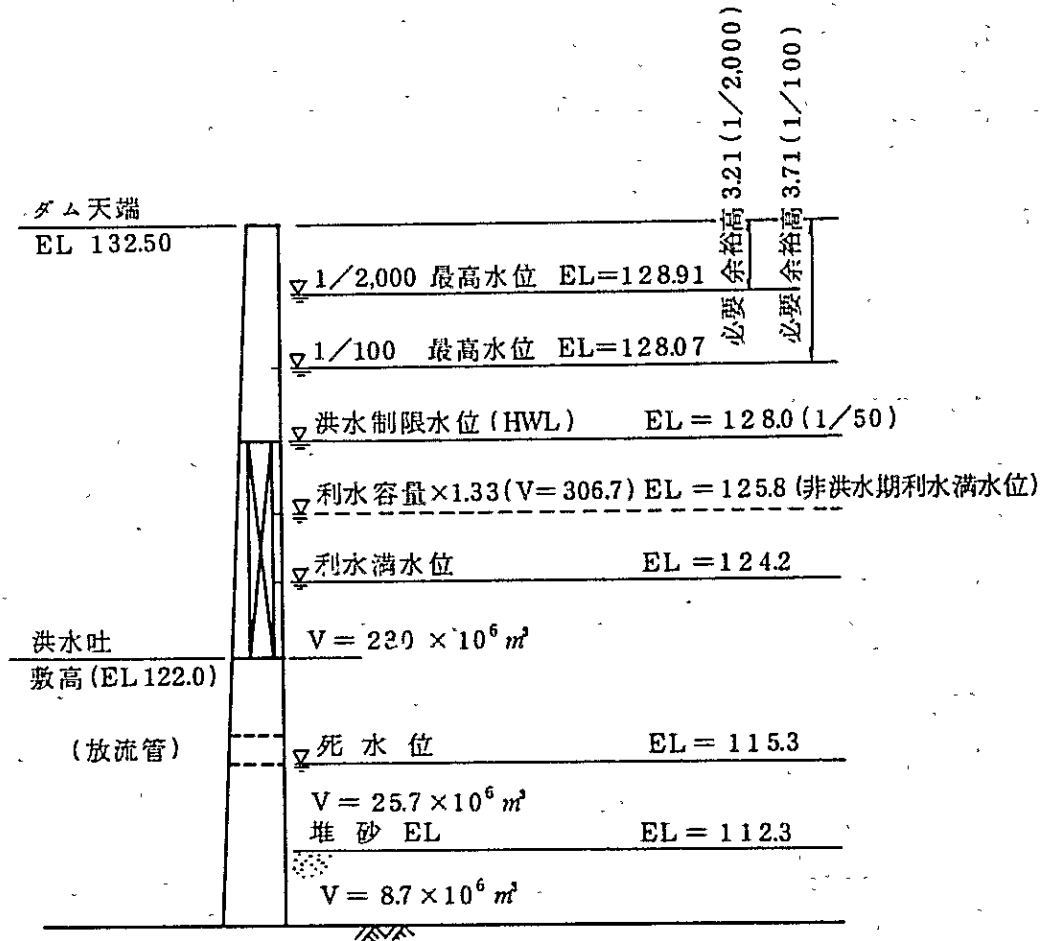 必要 余裕高 3.21 (1/2,000)
必要 余裕高 3.71 (1/100)
ダム天端
EL 132.50
1/2,000 最高水位 EL=128.91
1/100 最高水位 EL=128.07
洪水制限水位 (HWL) EL = 128.0 (1/50)
利水容量×1.33 (V= 306.7) EL = 125.8 (非洪水期利水満水位)
利水満水位 EL = 124.2
V = 230 × 10⁶ m³
洪水吐
敷高 (EL 122.0)
(放流管)
死水位 EL = 115.3
V = 25.7 × 10⁶ m³
堆砂 EL EL = 112.3
V = 8.7 × 10⁶ m³